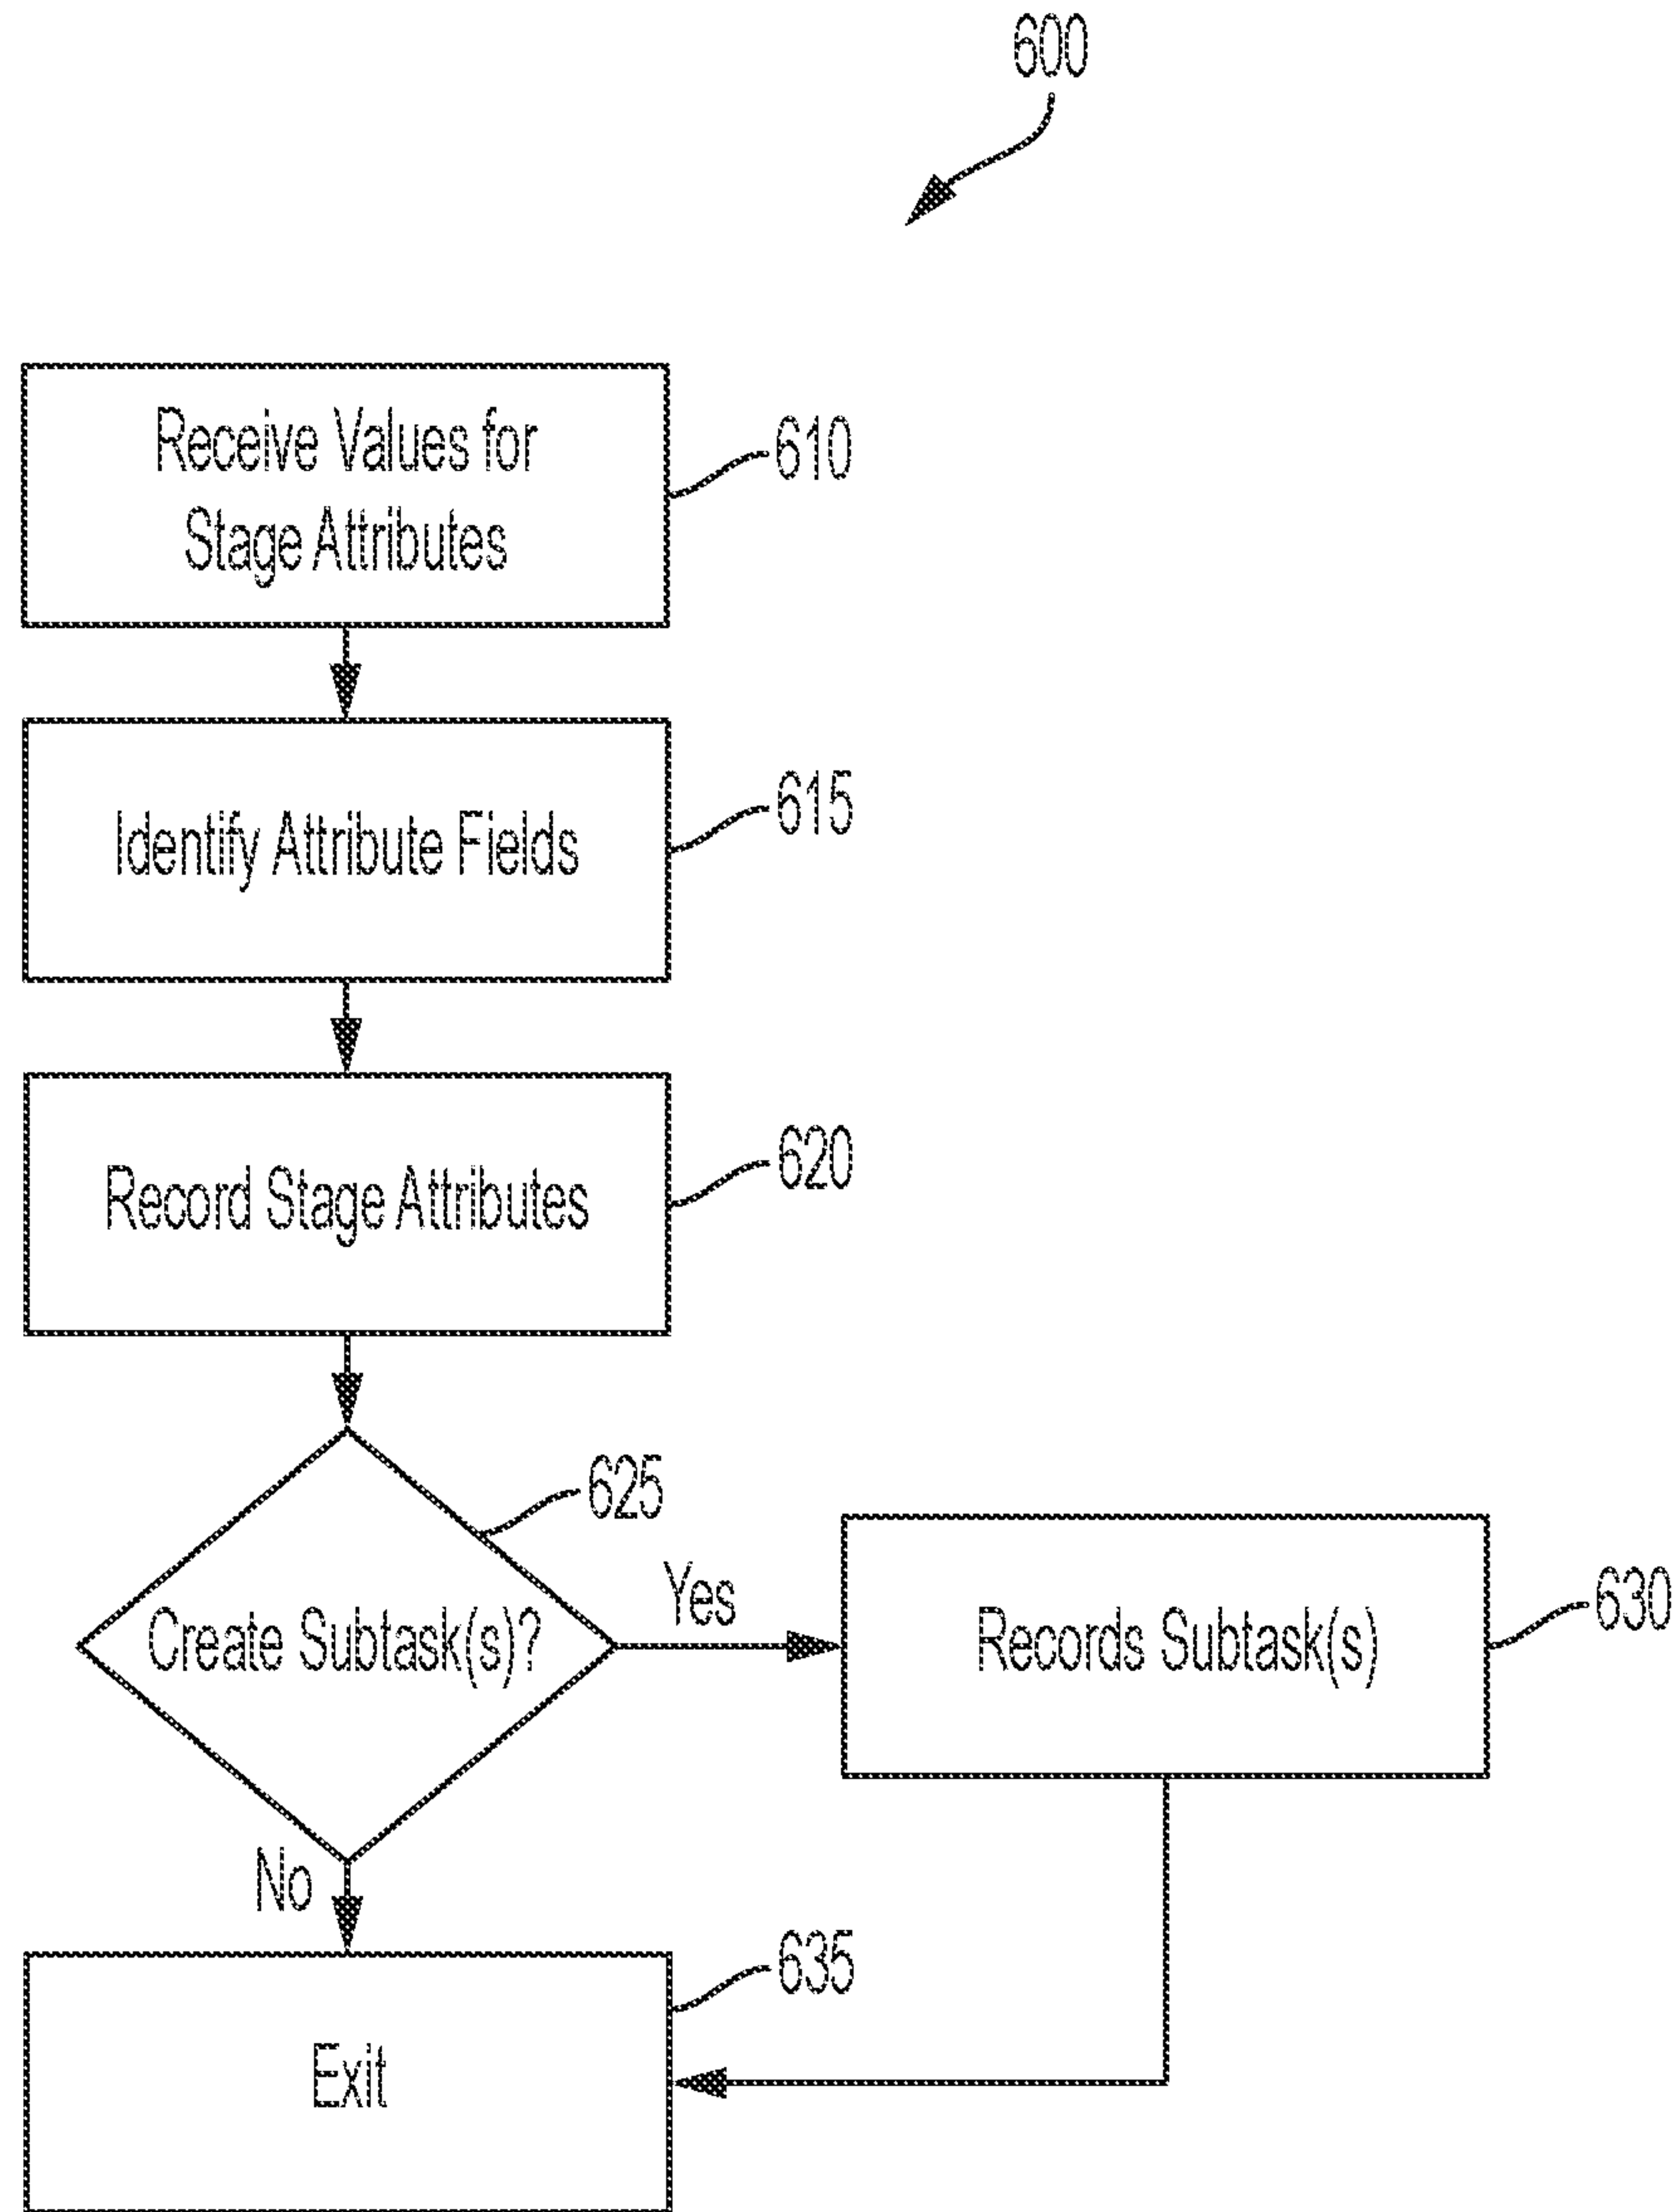 600
Receive Values for
Stage Attributes
610
Identify Attribute Fields
615
Record Stage Attributes
620
625
Create Subtask(s)?
Yes
Records Subtask(s)
630
No
635
Exit